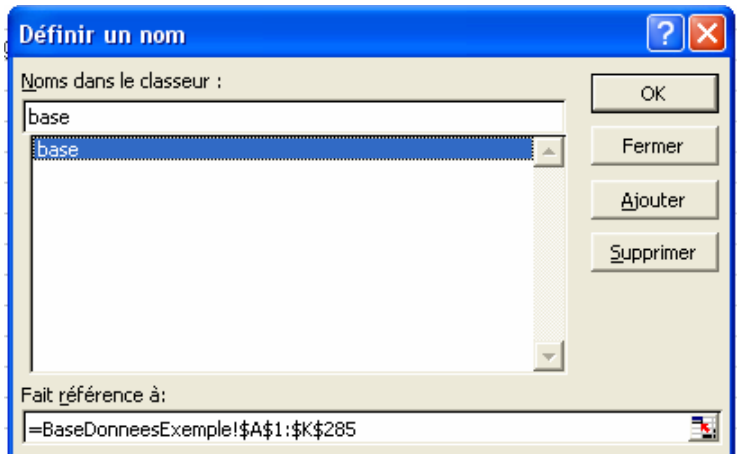 Définir un nom
Noms dans le classeur :
base
base
OK
Fermer
Ajouter
Supprimer
Fait référence à:
=BaseDonneesExemple!$A$1:$K$285